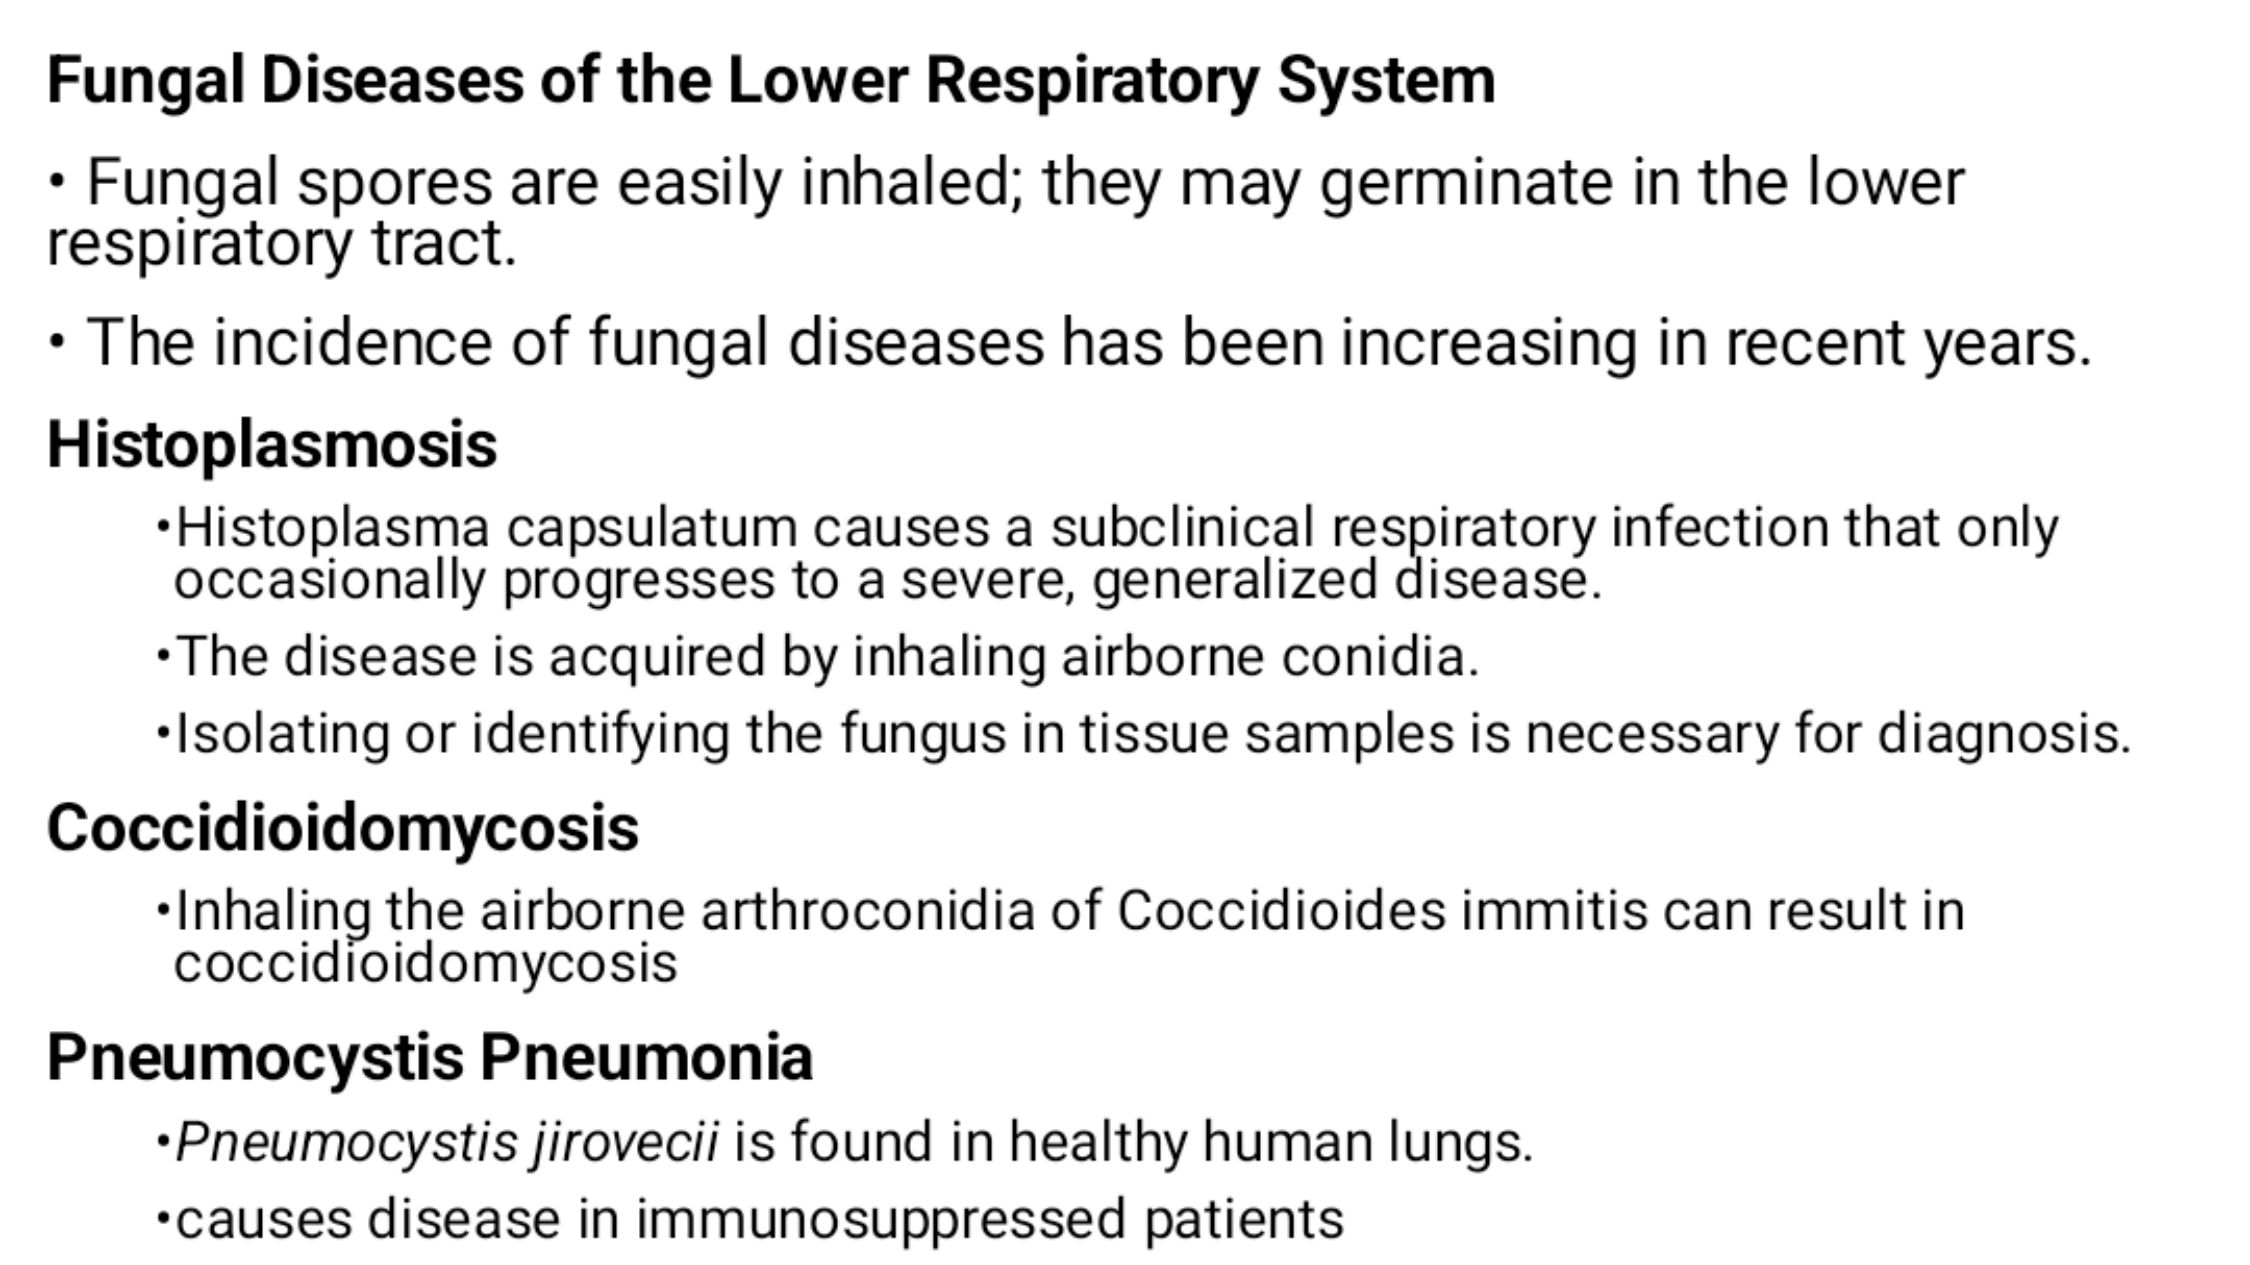 Fungal Diseases of the Lower Respiratory System
• Fungal spores are easily inhaled; they may germinate in the lower
respiratory tract.
• The incidence of fungal diseases has been increasing in recent years.
Histoplasmosis
•Histoplasma capsulatum causes a subclinical respiratory infection that only
occasionally progresses to a severe, generalized disease.
•The disease is acquired by inhaling airborne conidia.
•Isolating or identifying the fungus in tissue samples is necessary for diagnosis.
Coccidioidomycosis
•Inhaling the airborne arthroconidia of Coccidioides immitis can result in
coccidioidomycosis
Pneumocystis Pneumonia
•Pneumocystis jirovecii is found in healthy human lungs.
•causes disease in immunosuppressed patients